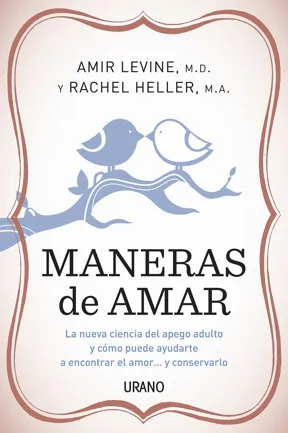 AMIR LEVINE, M.D.
Y RACHEL HELLER, M.A.
MANERAS
de AMAR
La nueva ciencia del apego adulto
y cómo puede ayudarte
a encontrar el amor... y conservarlo
URANO